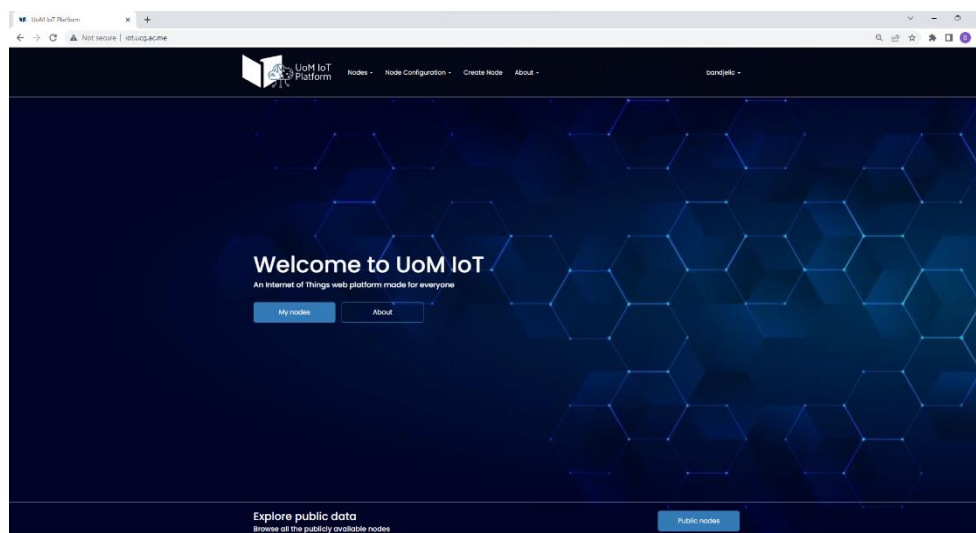 UoM IoT Platform
Not secure | iot.ucg.ac.me
B
UoM IoT
Platform
Nodes
Node Configuration
Create Node
About
bandjelic
Welcome to UoM IoT
An Internet of Things web platform made for everyone
My nodes
About
Explore public data
Browse all the publicly available nodes
Public nodes